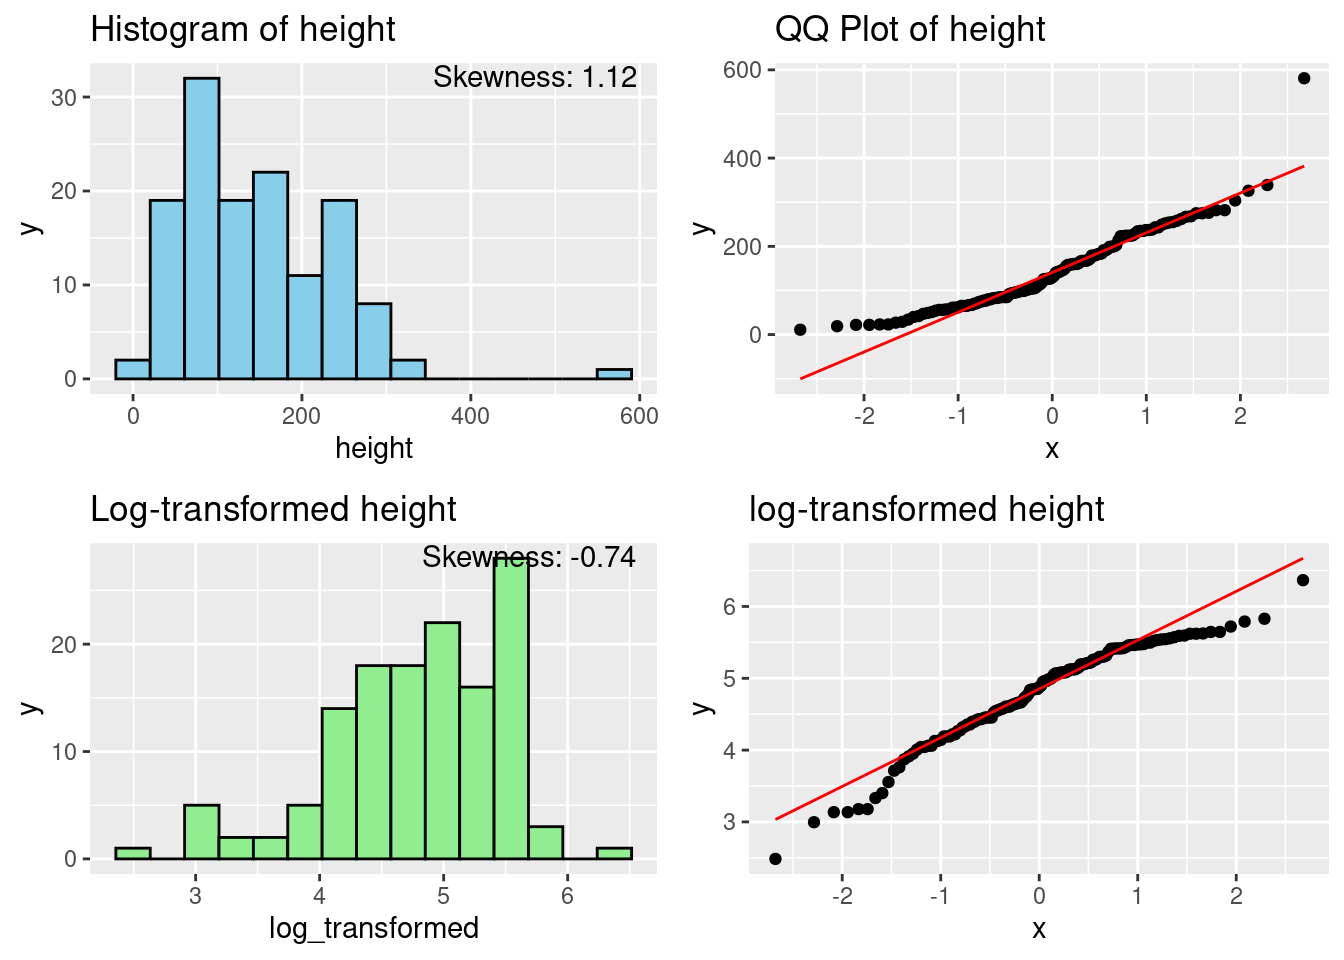 Histogram of height
Skewness: 1.12
30
20
10
0
y
0 200 400 600
height
QQ Plot of height
600
400
200
0
y
-2 -1 0 1 2
x
Log-transformed height
Skewness: -0.74
20
10
0
y
3 4 5 6
log_transformed
log-transformed height
6
5
4
3
y
-2 -1 0 1 2
x